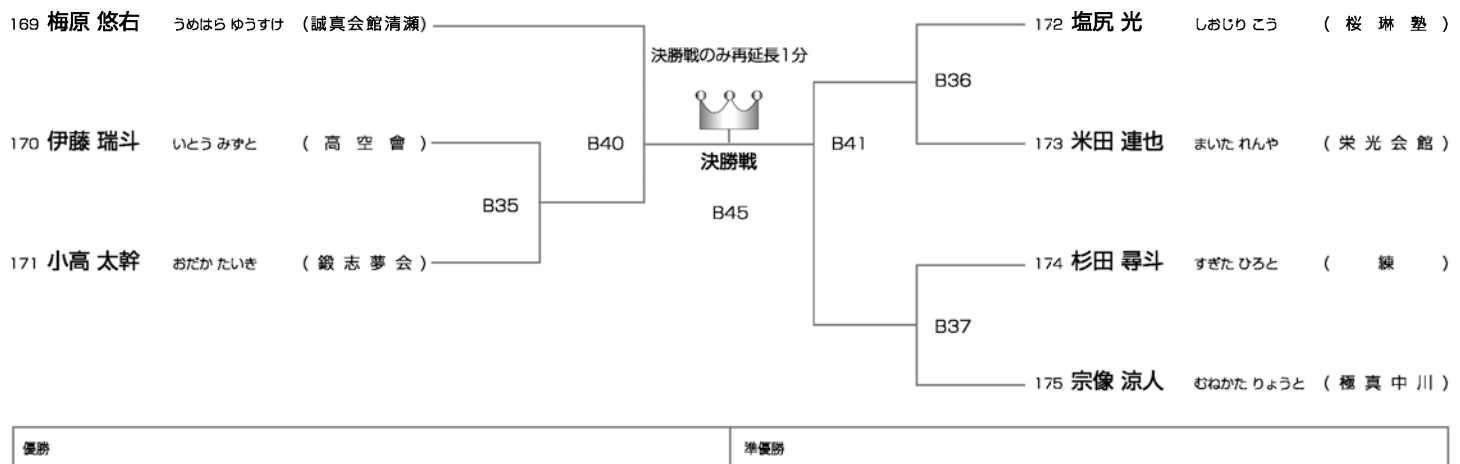 169 梅原 悠右 うめはら ゆうすけ (誠真会館清瀬)
170 伊藤 瑞斗 いとう みずと (高空會)
171 小高 太幹 おだか たいき (鍛志夢会)
B35
B40
決勝戦のみ再延長1分
決勝戦
B45
B41
B36
B37
172 塩尻 光 しおじり こう (桜琳塾)
173 米田 連也 まいた れんや (栄光会館)
174 杉田 尋斗 すぎた ひろと (練)
175 宗像 涼人 むねかた りょうと (極真中川)
優勝
準優勝